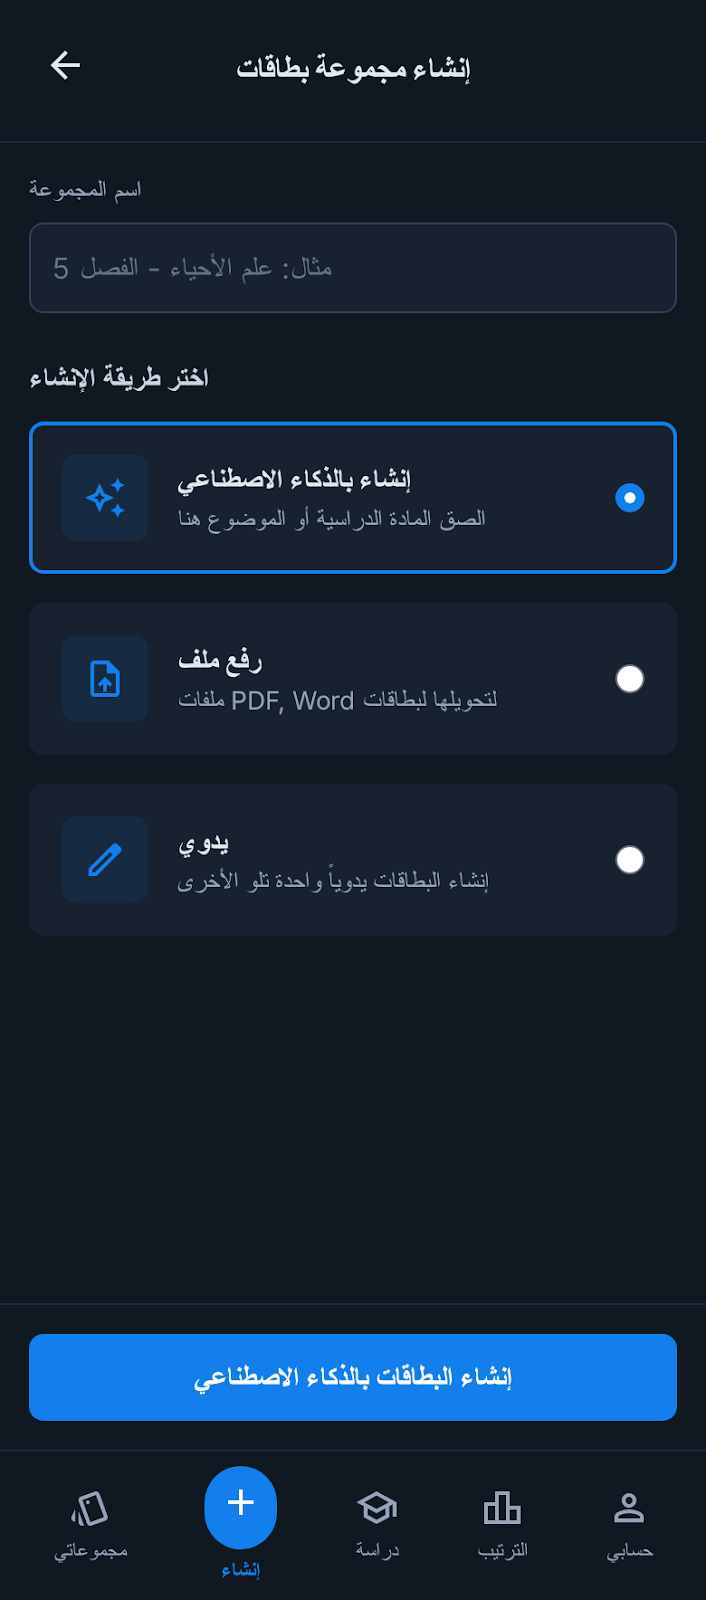 إنشاء مجموعة بطاقات
اسم المجموعة
مثال: علم الأحياء - الفصل 5
اختر طريقة الإنشاء
إنشاء بالذكاء الاصطناعي
الصق المادة الدراسية أو الموضوع هنا
رفع ملف
ملفات PDF, Word لتحويلها لبطاقات
يدوي
إنشاء البطاقات يدوياً واحدة تلو الأخرى
إنشاء البطاقات بالذكاء الاصطناعي
حسابي
الترتيب
دراسة
إنشاء
مجموعاتي